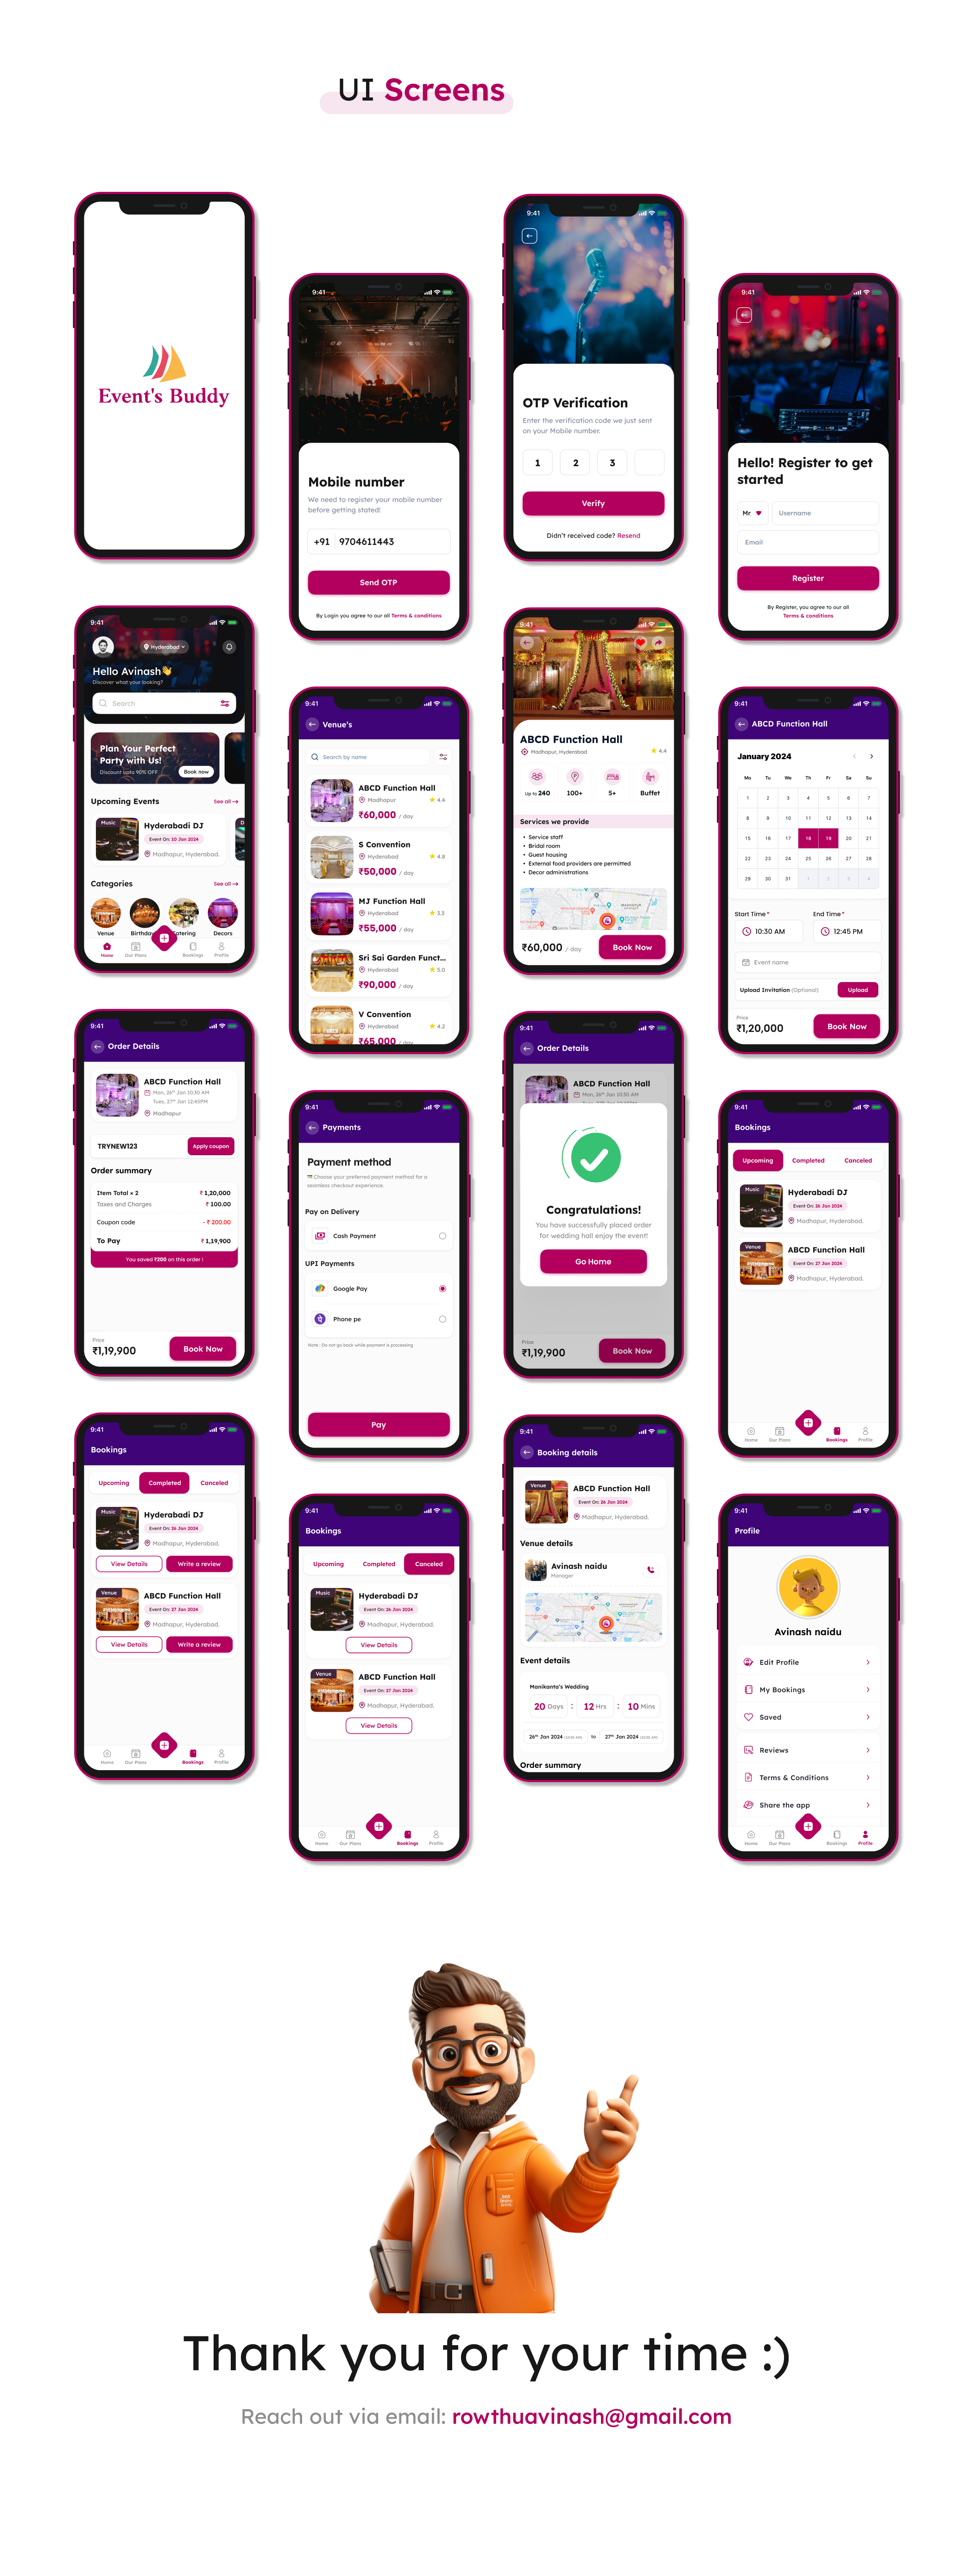 UI Screens
Event's Buddy
9:41
Mobile number
We need to register your mobile number
before getting stated!
+91 9704611443
Send OTP
By Login you agree to our all Terms & conditions
9:41
OTP Verification
Enter the verification code we just sent
on your Mobile number.
1 2 3
Verify
Didn't received code? Resend
9:41
Hello! Register to get
started
Mr Username
Email
Register
By Register, you agree to our all
Terms & conditions
9:41
Hyderabad
Hello Avinash👋
Discover what your looking?
Search
Plan Your Perfect
Party with Us!
Discount upto 90% OFF
Book now
Upcoming Events See all
Music
Hyderabadi DJ
Event On: 10 Jan 2024
Madhapur, Hyderabad.
Categories See all
Venue Birthday Catering Decors
Home Our Plans Bookings Profile
9:41
Venue's
Search by name
ABCD Function Hall
Madhapur 4.4
₹60,000 / day
S Convention
Hyderabad 4.8
₹50,000 / day
MJ Function Hall
Hyderabad 3.3
₹55,000 / day
Sri Sai Garden Funct...
Hyderabad 5.0
₹90,000 / day
V Convention
Hyderabad 4.2
₹65,000 / day
9:41
ABCD Function Hall
Madhapur, Hyderabad 4.4
Up to 240 100+ 5+ Buffet
Services we provide
• Service staff
• Bridal room
• Guest housing
• External food providers are permitted
• Decor administrations
₹60,000 / day Book Now
9:41
ABCD Function Hall
January 2024
Mo Tu We Th Fr Sa Su
1 2 3 4 5 6 7
8 9 10 11 12 13 14
15 16 17 18 19 20 21
22 23 24 25 26 27 28
29 30 31 1 2 3 4
Start Time* End Time*
10:30 AM 12:45 PM
Event name
Upload Invitation (Optional) Upload
Price
₹1,20,000 Book Now
9:41
Order Details
ABCD Function Hall
Mon, 26th Jan 10:30 AM
Tues, 27th Jan 12:45PM
Madhapur
TRYNEW123 Apply coupon
Order summary
Item Total × 2 ₹ 1,20,000
Taxes and Charges ₹ 100.00
Coupon code - ₹ 200.00
To Pay ₹ 1,19,900
You saved ₹200 on this order !
Price
₹1,19,900 Book Now
9:41
Payments
Payment method
Choose your preferred payment method for a
seamless checkout experience.
Pay on Delivery
Cash Payment
UPI Payments
Google Pay
Phone pe
Note : Do not go back while payment is processing
Pay
9:41
Order Details
ABCD Function Hall
Mon, 26th Jan 10:30 AM
Congratulations!
You have successfully placed order
for wedding hall enjoy the event!
Go Home
Price
₹1,19,900 Book Now
9:41
Bookings
Upcoming Completed Canceled
Music
Hyderabadi DJ
Event On: 26 Jan 2024
Madhapur, Hyderabad.
Venue
ABCD Function Hall
Event On: 27 Jan 2024
Madhapur, Hyderabad.
Home Our Plans Bookings Profile
9:41
Bookings
Upcoming Completed Canceled
Music
Hyderabadi DJ
Event On: 26 Jan 2024
Madhapur, Hyderabad.
View Details Write a review
Venue
ABCD Function Hall
Event On: 27 Jan 2024
Madhapur, Hyderabad.
View Details Write a review
Home Our Plans Bookings Profile
9:41
Bookings
Upcoming Completed Canceled
Music
Hyderabadi DJ
Event On: 26 Jan 2024
Madhapur, Hyderabad.
View Details
Venue
ABCD Function Hall
Event On: 27 Jan 2024
Madhapur, Hyderabad.
View Details
Home Our Plans Bookings Profile
9:41
Booking details
Venue
ABCD Function Hall
Event On: 26 Jan 2024
Madhapur, Hyderabad.
Venue details
Avinash naidu
Manager
Event details
Manikanta's Wedding
20 Days : 12 Hrs : 10 Mins
26th Jan 2024 to 27th Jan 2024
Order summary
9:41
Profile
Avinash naidu
Edit Profile
My Bookings
Saved
Reviews
Terms & Conditions
Share the app
Home Our Plans Bookings Profile
Thank you for your time :)
Reach out via email: rowthuavinash@gmail.com